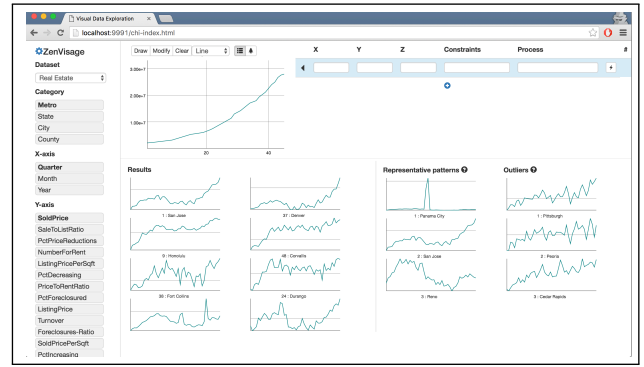 Visual Data Exploration
localhost:9991/chi-index.html
ZenVisage
Dataset
Real Estate
Category
Metro
State
City
County
X-axis
Quarter
Month
Year
Y-axis
SoldPrice
SaleToListRatio
PctPriceReductions
NumberForRent
ListingPricePerSqft
PctDecreasing
PriceToRentRatio
PctForeclosured
ListingPrice
Turnover
Foreclosures-Ratio
SoldPricePerSqft
PctIncreasing
Draw Modify Clear Line
3.00e+7
2.00e+7
1.00e+7
20 40
X Y Z Constraints Process #
Results
1 : San Jose 37 : Denver
9 : Honolulu 46 : Corvallis
38 : Fort Collins 24 : Durango
Representative patterns
1 : Panama City
2 : San Jose
3 : Reno
Outliers
1 : Pittsburgh
2 : Peoria
3 : Cedar Rapids